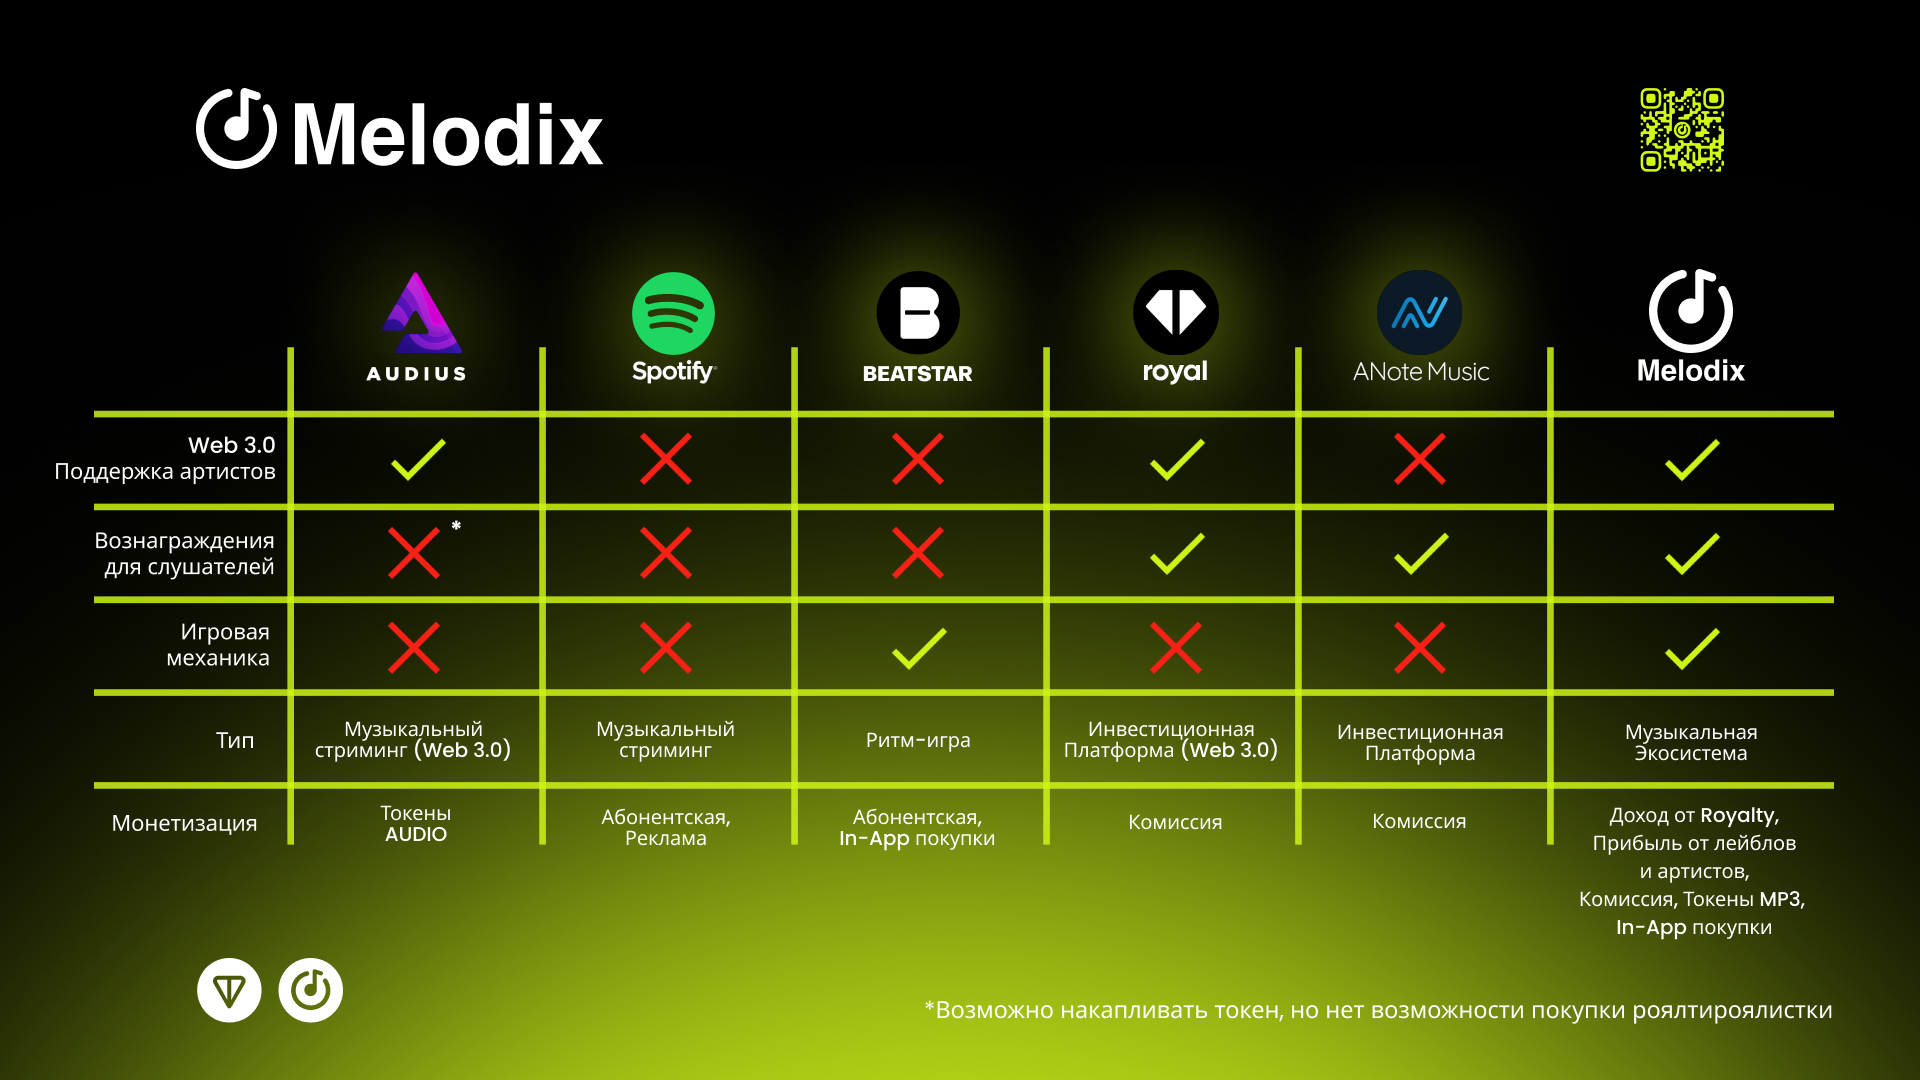 Melodix
AUDIUS
Spotify
BEATSTAR
royal
ANote Music
Melodix
Web 3.0
Поддержка артистов
*
Вознаграждения
для слушателей
Игровая
механика
Тип
Музыкальный
стриминг (Web 3.0)
Музыкальный
стриминг
Ритм-игра
Инвестиционная
Платформа (Web 3.0)
Инвестиционная
Платформа
Музыкальная
Экосистема
Монетизация
Токены
AUDIO
Абонентская,
Реклама
Абонентская,
In-App покупки
Комиссия
Комиссия
Доход от Royalty,
Прибыль от лейблов
и артистов,
Комиссия, Токены MP3,
In-App покупки
*Возможно накапливать токен, но нет возможности покупки роялтироялистки